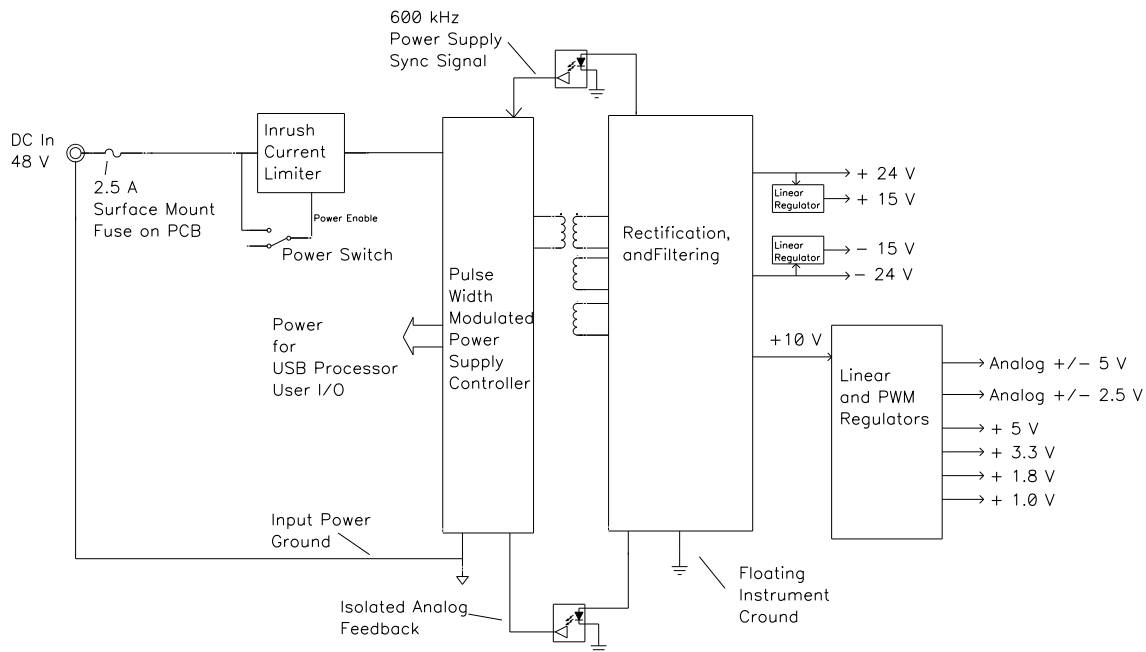 600 kHz
Power Supply
Sync Signal
DC In
48 V
Inrush
Current
Limiter
2.5 A
Surface Mount
Fuse on PCB
Power Enable
Power Switch
Pulse
Width
Modulated
Power
Supply
Controller
Power
for
USB Processor
User I/O
Rectification,
andFiltering
+ 24 V
Linear
Regulator
+ 15 V
Linear
Regulator
- 15 V
- 24 V
+10 V
Linear
and PWM
Regulators
Analog +/- 5 V
Analog +/- 2.5 V
+ 5 V
+ 3.3 V
+ 1.8 V
+ 1.0 V
Input Power
Ground
Isolated Analog
Feedback
Floating
Instrument
Ground